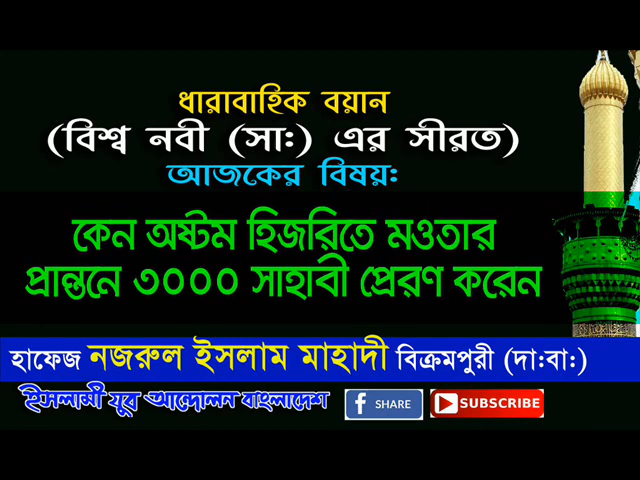 ধারাবাহিক বয়ান
(বিশ্ব নবী (সাঃ) এর সীরত)
আজকের বিষয়ঃ
কেন অষ্টম হিজরিতে মওতার
প্রান্তনে ৩০০০ সাহাবী প্রেরণ করেন
হাফেজ নজরুল ইসলাম মাহাদী বিক্রমপুরী (দা:বা:)
ইসলামী যুব আন্দোলন বাংলাদেশ f SHARE SUBSCRIBE